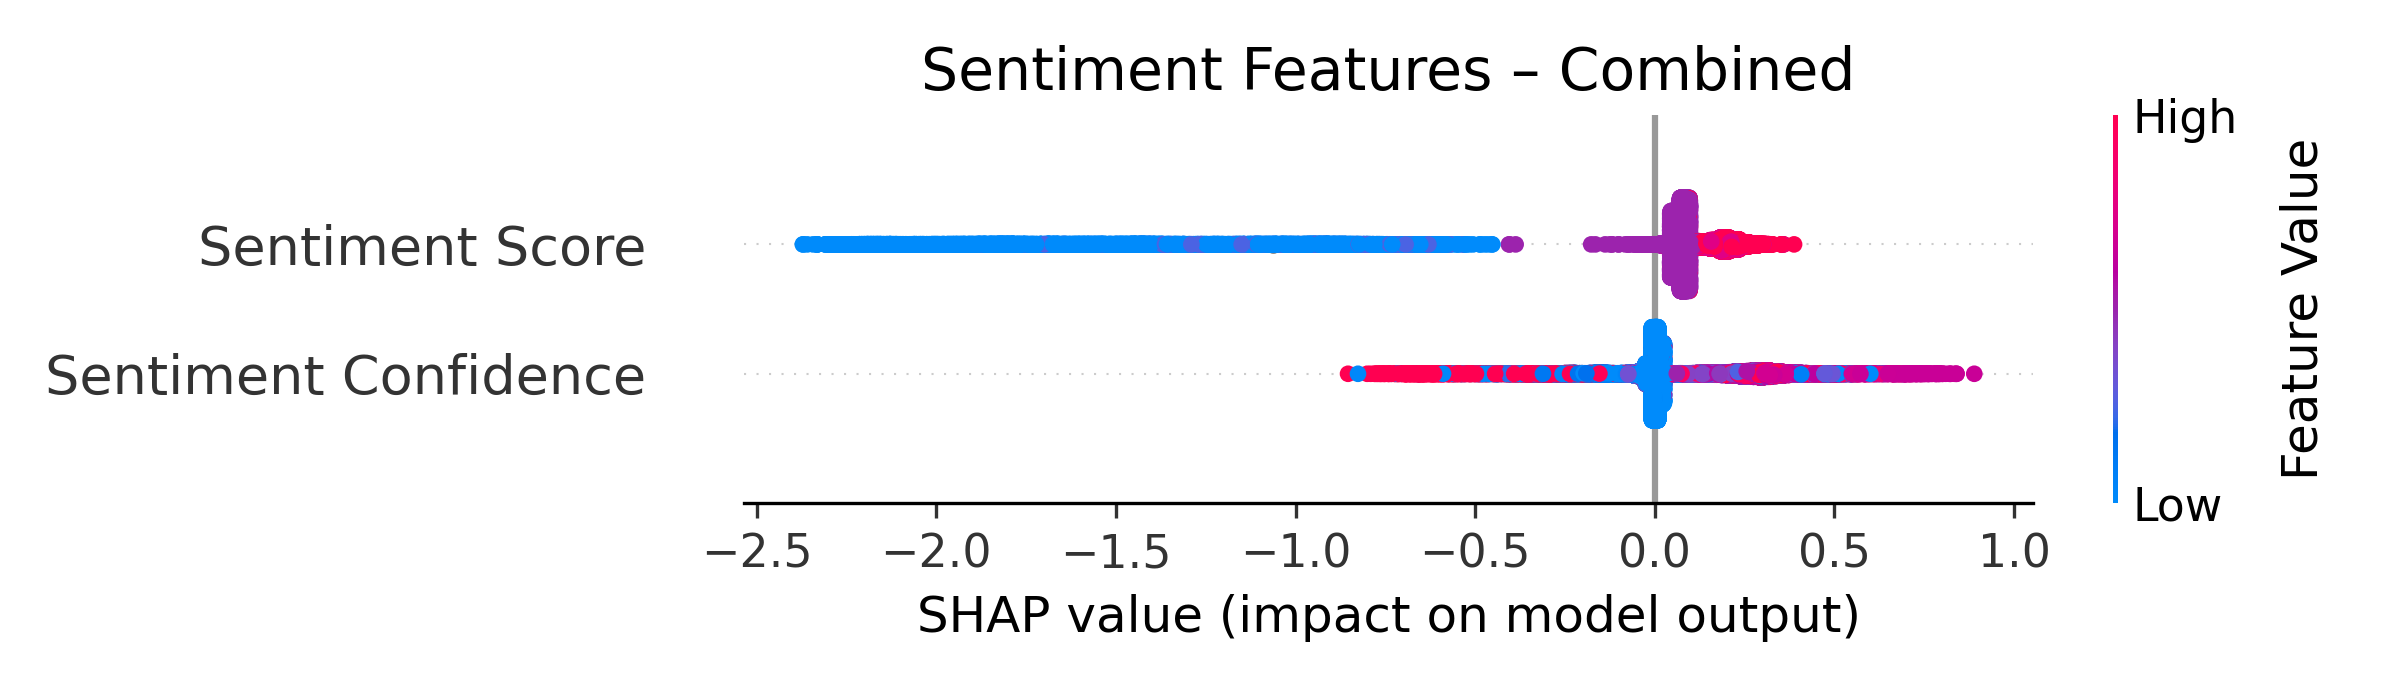 Sentiment Features – Combined
High
Sentiment Score
Sentiment Confidence
Feature Value
Low
−2.5 −2.0 −1.5 −1.0 −0.5 0.0 0.5 1.0
SHAP value (impact on model output)